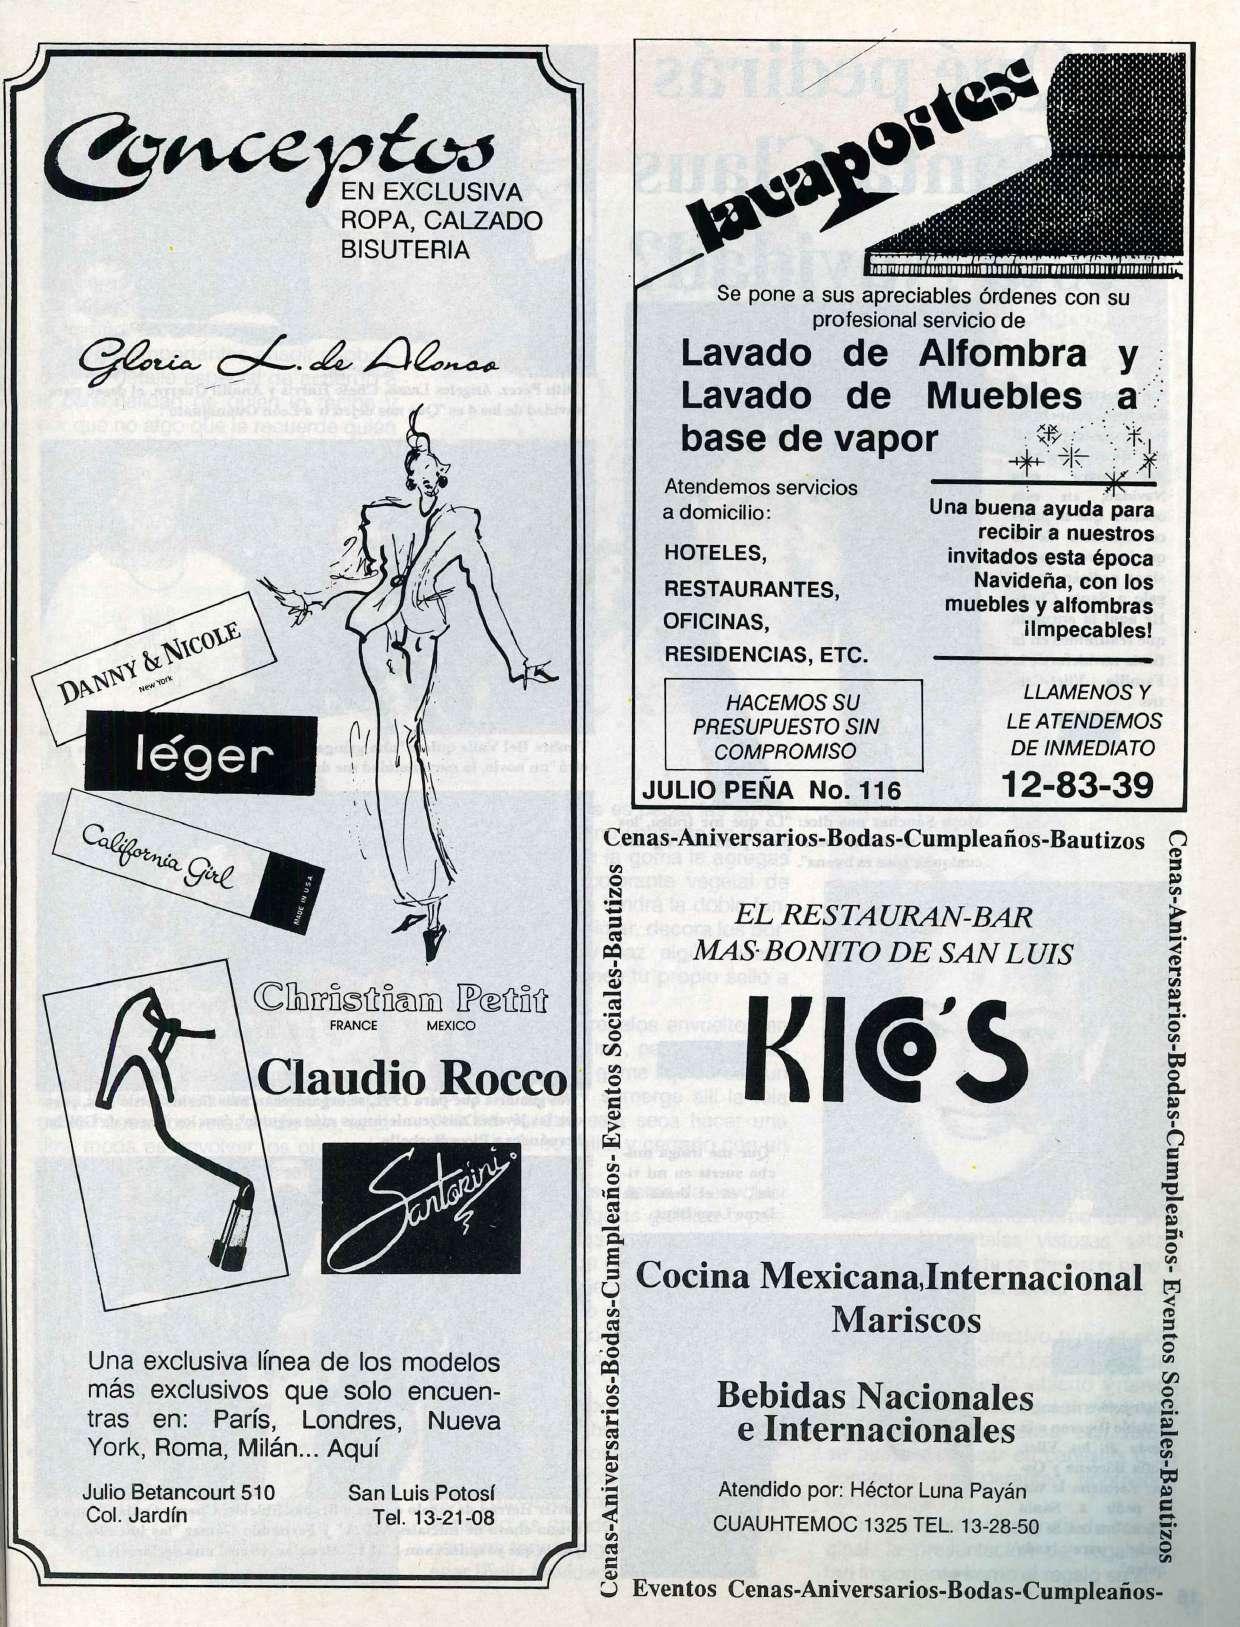 Conceptos
EN EXCLUSIVA
ROPA, CALZADO
BISUTERIA
Gloria L. de Alonso
DANNY & NICOLE
New York
léger
California Girl
MADE IN U.S.A.
Christian Petit
FRANCE MEXICO
Claudio Rocco
Santorini
Una exclusiva línea de los modelos
más exclusivos que solo encuen-
tras en: París, Londres, Nueva
York, Roma, Milán... Aquí
Julio Betancourt 510
Col. Jardín
San Luis Potosí
Tel. 13-21-08
lavaportex
Se pone a sus apreciables órdenes con su
profesional servicio de
Lavado de Alfombra y
Lavado de Muebles a
base de vapor
Atendemos servicios
a domicilio:
HOTELES,
RESTAURANTES,
OFICINAS,
RESIDENCIAS, ETC.
Una buena ayuda para
recibir a nuestros
invitados esta época
Navideña, con los
muebles y alfombras
¡Impecables!
HACEMOS SU
PRESUPUESTO SIN
COMPROMISO
LLAMENOS Y
LE ATENDEMOS
DE INMEDIATO
JULIO PEÑA No. 116
12-83-39
Cenas-Aniversarios-Bodas-Cumpleaños-Bautizos
Cenas-Aniversarios-Bodas-Cumpleaños- Eventos Sociales-Bautizos
Cenas-Aniversarios-Bodas-Cumpleaños- Eventos Sociales-Bautizos
EL RESTAURAN-BAR
MAS-BONITO DE SAN LUIS
KICO'S
Cocina Mexicana,Internacional
Mariscos
Bebidas Nacionales
e Internacionales
Atendido por: Héctor Luna Payán
CUAUHTEMOC 1325 TEL. 13-28-50
Eventos Cenas-Aniversarios-Bodas-Cumpleaños-